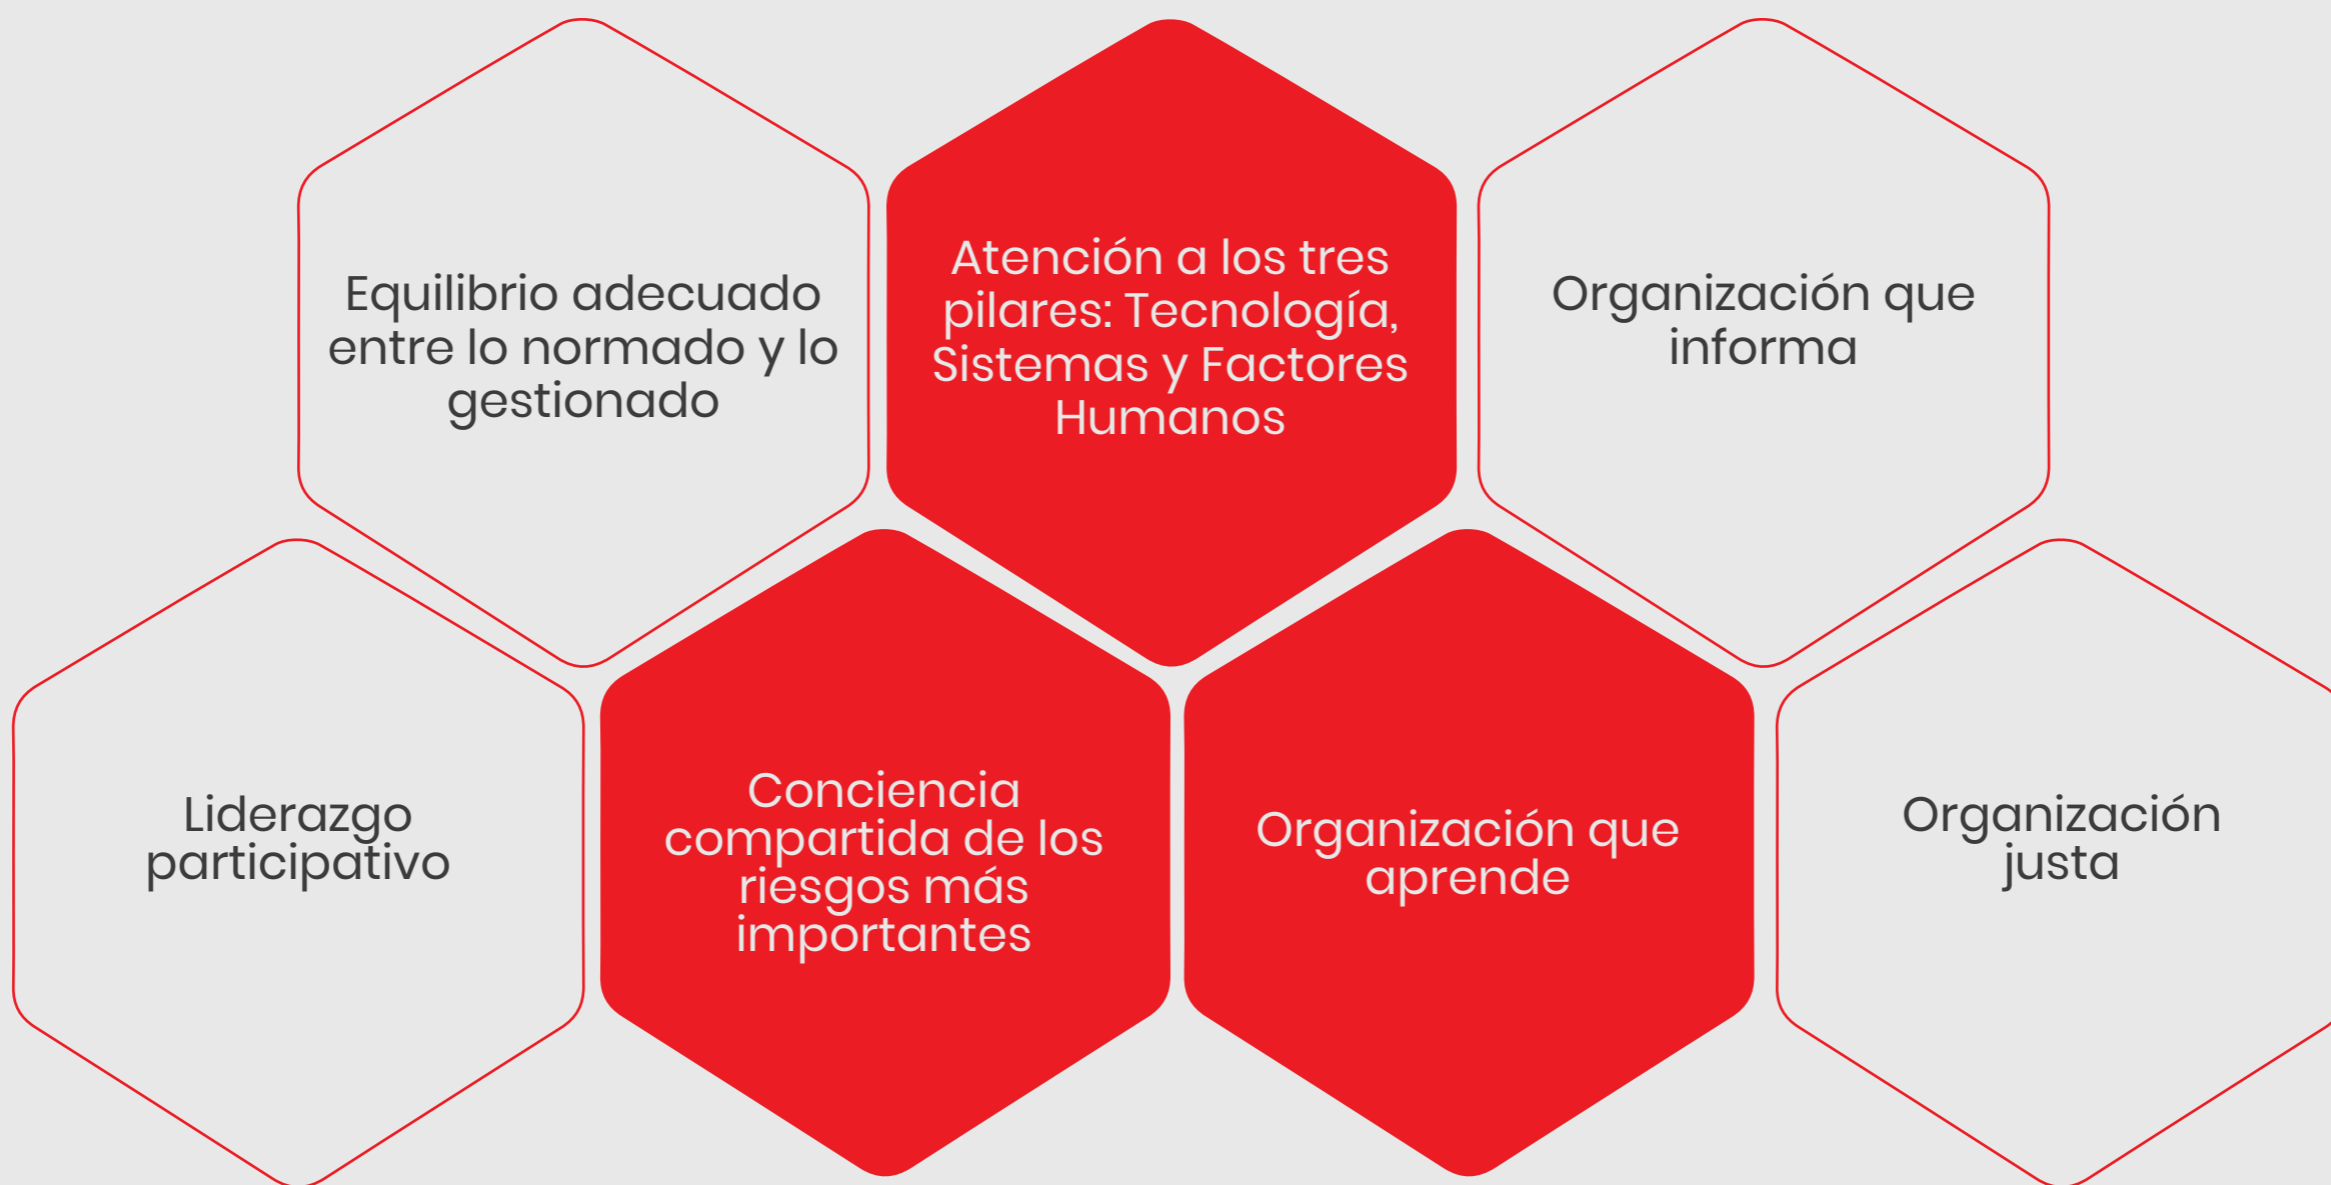 Equilibrio adecuado
entre lo normado y lo
gestionado
Atención a los tres
pilares: Tecnología,
Sistemas y Factores
Humanos
Organización que
informa
Liderazgo
participativo
Conciencia
compartida de los
riesgos más
importantes
Organización que
aprende
Organización
justa